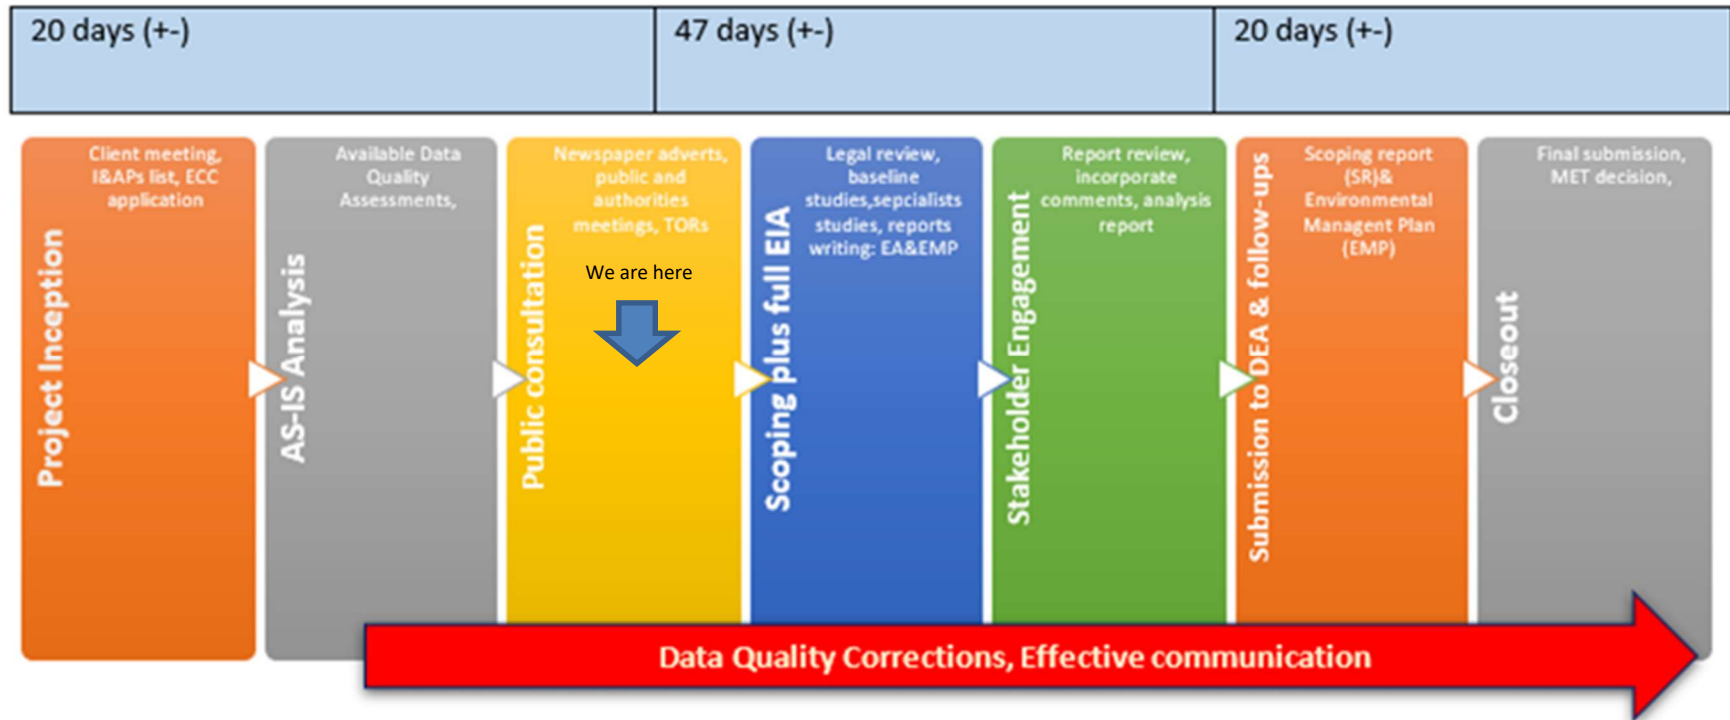 20 days (+-)
47 days (+-)
20 days (+-)
Project Inception
Client meeting,
I&APs list, ECC
application
AS-IS Analysis
Available Data
Quality
Assessments,
Public consultation
Newspaper adverts,
public and
authorities
meetings, TORs
We are here
Scoping plus full EIA
Legal review,
baseline
studies,sepcialists
studies, reports
writing: EA&EMP
Stakeholder Engagement
Report review,
incorporate
comments, analysis
report
Submission to DEA & follow-ups
Scoping report
(SR)&
Environmental
Managent Plan
(EMP)
Closeout
Final submission,
MET decision,
Data Quality Corrections, Effective communication